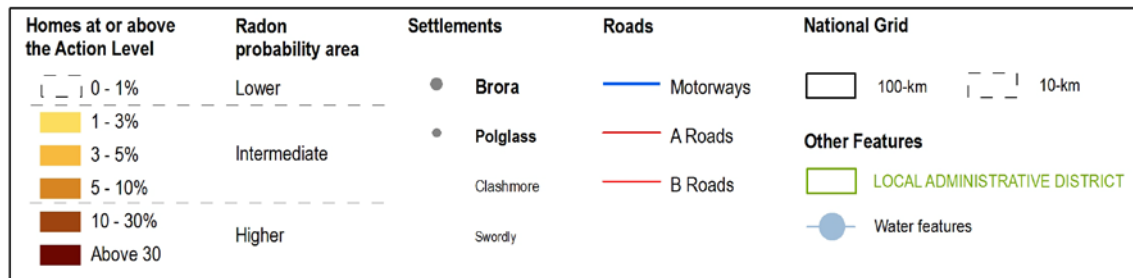 Homes at or above
the Action Level
0 - 1%
1 - 3%
3 - 5%
5 - 10%
10 - 30%
Above 30
Radon
probability area
Lower
Intermediate
Higher
Settlements
Brora
Polglass
Clashmore
Swordly
Roads
Motorways
A Roads
B Roads
National Grid
100-km
10-km
Other Features
LOCAL ADMINISTRATIVE DISTRICT
Water features